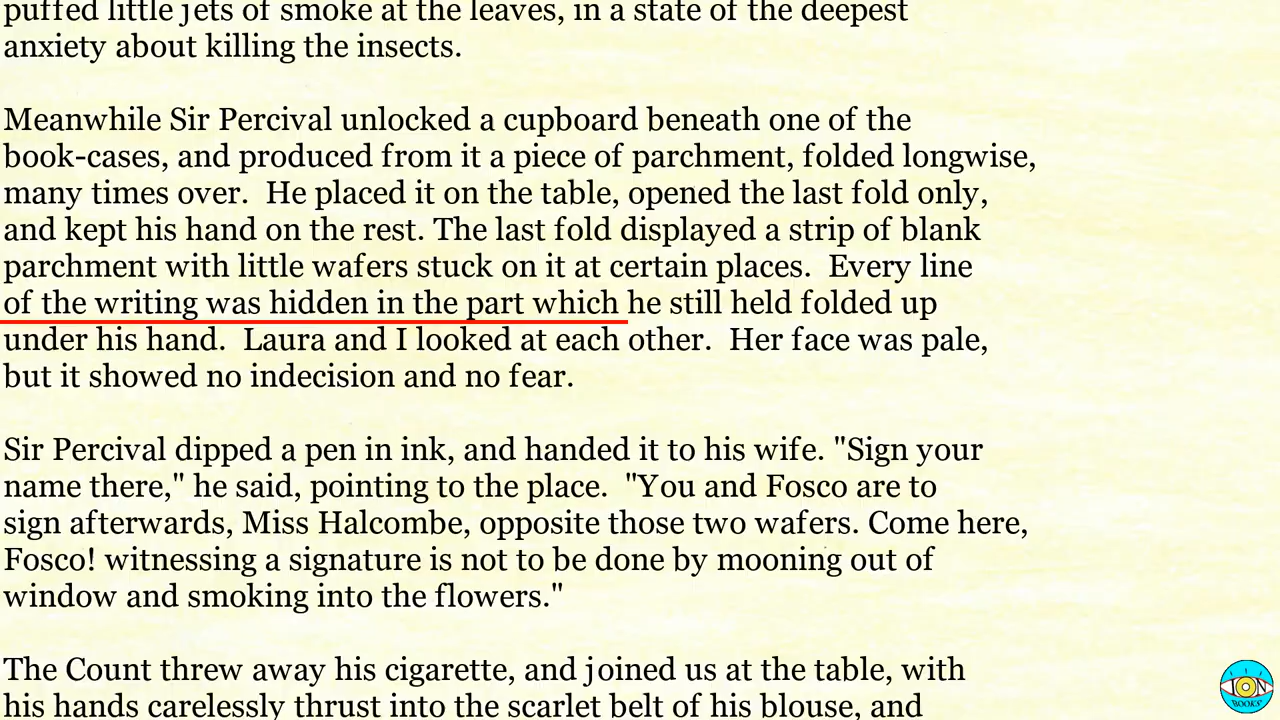 puffed little jets of smoke at the leaves, in a state of the deepest
anxiety about killing the insects.
Meanwhile Sir Percival unlocked a cupboard beneath one of the
book-cases, and produced from it a piece of parchment, folded longwise,
many times over.  He placed it on the table, opened the last fold only,
and kept his hand on the rest. The last fold displayed a strip of blank
parchment with little wafers stuck on it at certain places.  Every line
of the writing was hidden in the part which he still held folded up
under his hand.  Laura and I looked at each other.  Her face was pale,
but it showed no indecision and no fear.
Sir Percival dipped a pen in ink, and handed it to his wife. "Sign your
name there," he said, pointing to the place.  "You and Fosco are to
sign afterwards, Miss Halcombe, opposite those two wafers. Come here,
Fosco! witnessing a signature is not to be done by mooning out of
window and smoking into the flowers."
The Count threw away his cigarette, and joined us at the table, with
his hands carelessly thrust into the scarlet belt of his blouse, and
ION
BOOKS